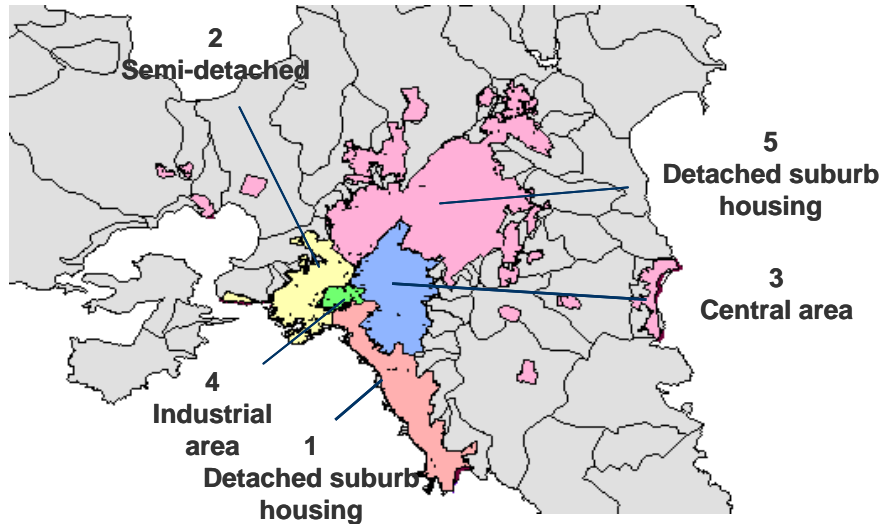 2
Semi-detached
5
Detached suburb
housing
3
Central area
4
Industrial
area
1
Detached suburb
housing